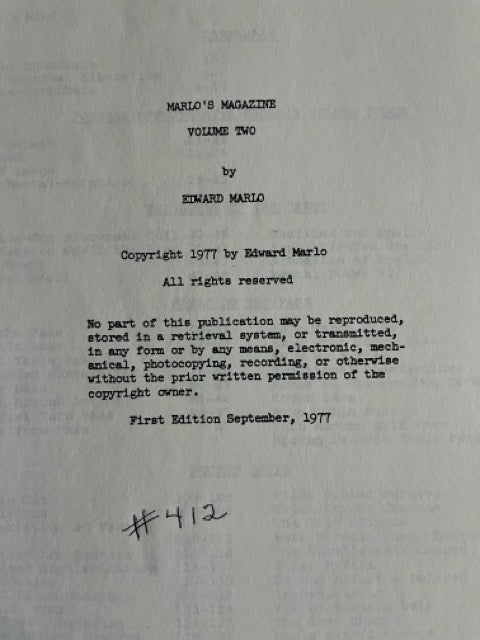 MARLO'S MAGAZINE
VOLUME TWO
by
EDWARD MARLO
Copyright 1977 by Edward Marlo
All rights reserved
No part of this publication may be reproduced,
stored in a retrieval system, or transmitted,
in any form or by any means, electronic, mech-
anical, photocopying, recording, or otherwise
without the prior written permission of the
copyright owner.
First Edition September, 1977
#412